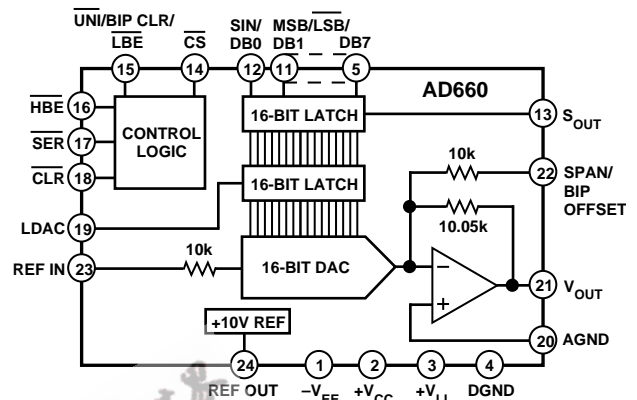 UNI/BIP CLR/
LBE
CS
SIN/
DB0
MSB/LSB/
DB1
DB7
15
14
12
11
5
AD660
HBE
16
SER
17
CLR
18
CONTROL
LOGIC
16-BIT LATCH
13
SOUT
10k
22
SPAN/
BIP
OFFSET
16-BIT LATCH
LDAC
19
10.05k
REF IN
23
10k
16-BIT DAC
−
+
21
VOUT
20
AGND
+10V REF
24
REF OUT
1
−VEE
2
+VCC
3
+VLL
4
DGND